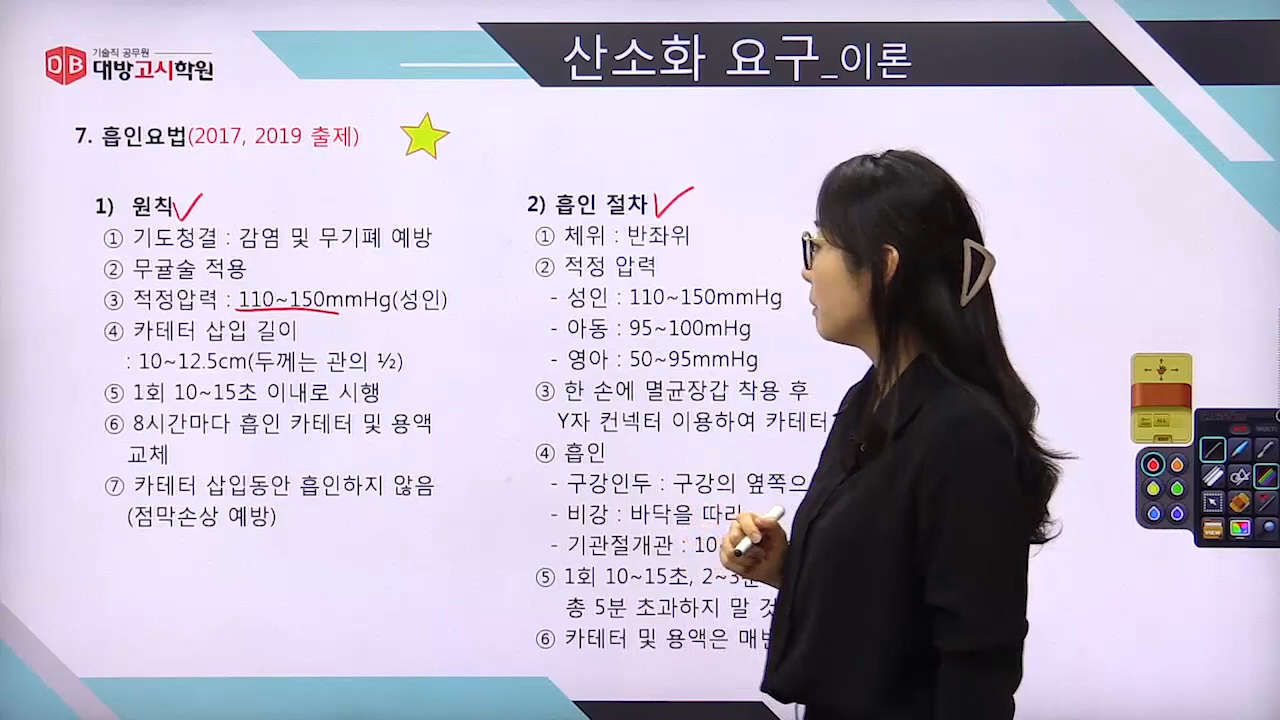 기술직 공무원
DB 대방고시학원
산소화 요구_이론
7. 흡인요법(2017, 2019 출제)
1) 원칙
① 기도청결 : 감염 및 무기폐 예방
② 무균술 적용
③ 적정압력 : 110~150mmHg(성인)
④ 카테터 삽입 길이
: 10~12.5cm(두께는 관의 ½)
⑤ 1회 10~15초 이내로 시행
⑥ 8시간마다 흡인 카테터 및 용액
교체
⑦ 카테터 삽입동안 흡인하지 않음
(점막손상 예방)
2) 흡인 절차
① 체위 : 반좌위
② 적정 압력
- 성인 : 110~150mmHg
- 아동 : 95~100mHg
- 영아 : 50~95mmHg
③ 한 손에 멸균장갑 착용 후
Y자 컨넥터 이용하여 카테터
④ 흡인
- 구강인두 : 구강의 옆쪽으
- 비강 : 바닥을 따라
- 기관절개관 : 10
⑤ 1회 10~15초, 2~3분
총 5분 초과하지 말 것
⑥ 카테터 및 용액은 매번
ALL
VIEW